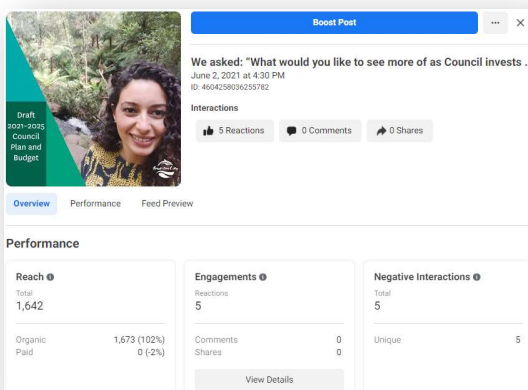 Boost Post
Draft
2021-2025
Council
Plan and
Budget
We asked: "What would you like to see more of as Council invests ...
June 2, 2021 at 4:30 PM
ID: 4604258036255782
Interactions
5 Reactions
0 Comments
0 Shares
Overview
Performance
Feed Preview
Performance
Reach
Total
1,642
Organic
1,673 (102%)
Paid
0 (-2%)
Engagements
Reactions
5
Comments
0
Shares
0
View Details
Negative Interactions
Total
5
Unique
5